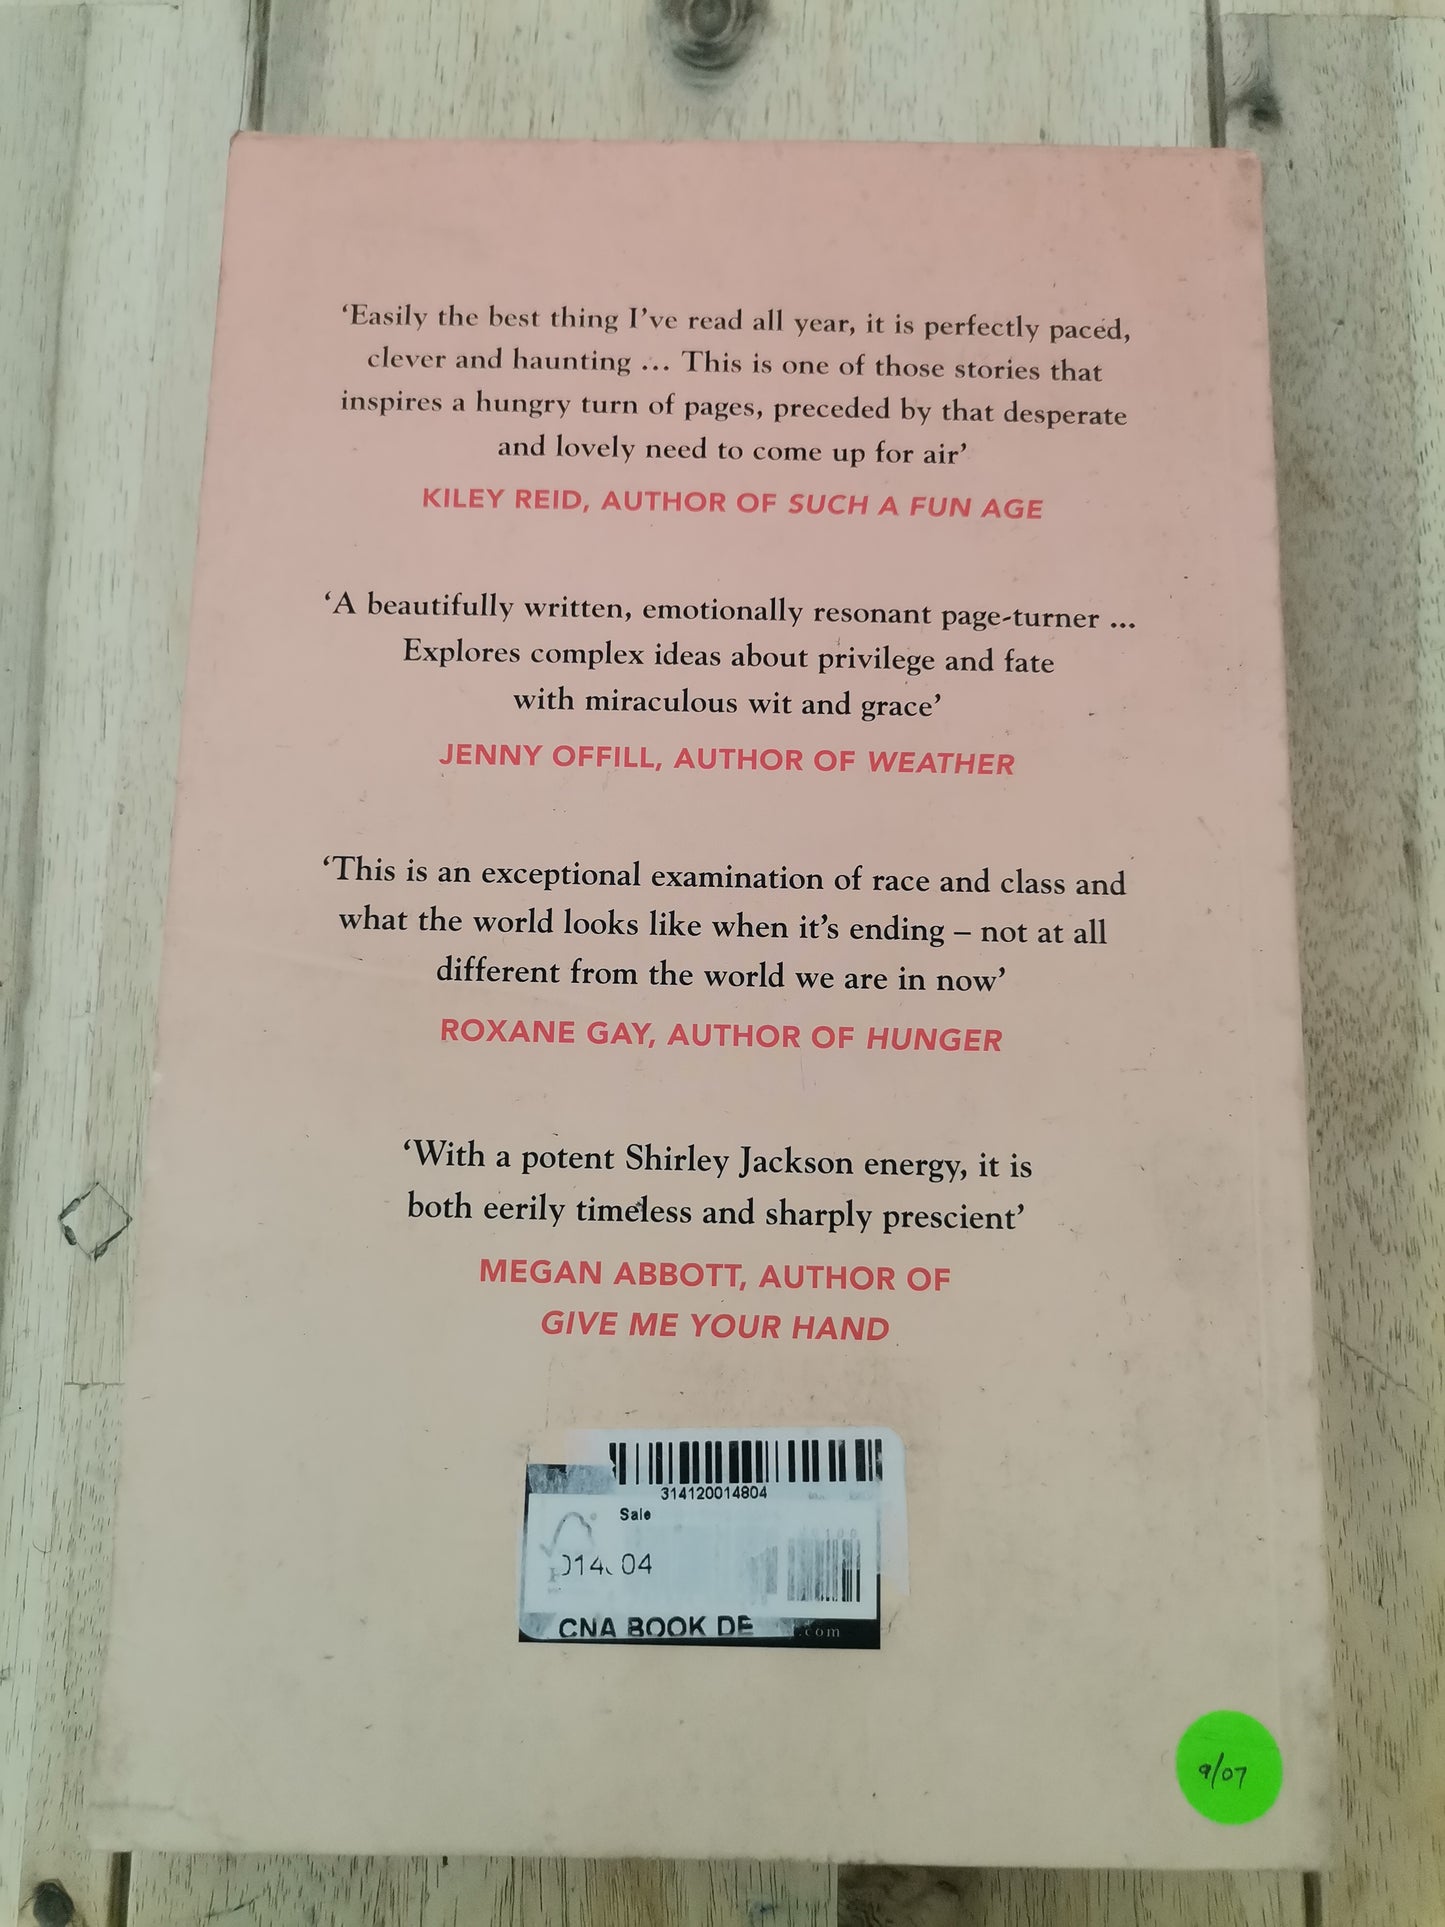 ‘Easily the best thing I’ve read all year, it is perfectly paced,
clever and haunting ... This is one of those stories that
inspires a hungry turn of pages, preceded by that desperate
and lovely need to come up for air’
KILEY REID, AUTHOR OF SUCH A FUN AGE
‘A beautifully written, emotionally resonant page-turner ...
Explores complex ideas about privilege and fate
with miraculous wit and grace’
JENNY OFFILL, AUTHOR OF WEATHER
‘This is an exceptional examination of race and class and
what the world looks like when it’s ending – not at all
different from the world we are in now’
ROXANE GAY, AUTHOR OF HUNGER
‘With a potent Shirley Jackson energy, it is
both eerily timeless and sharply prescient’
MEGAN ABBOTT, AUTHOR OF
GIVE ME YOUR HAND
314120014804
Sale
04
CNA BOOK DE
.com
9/07